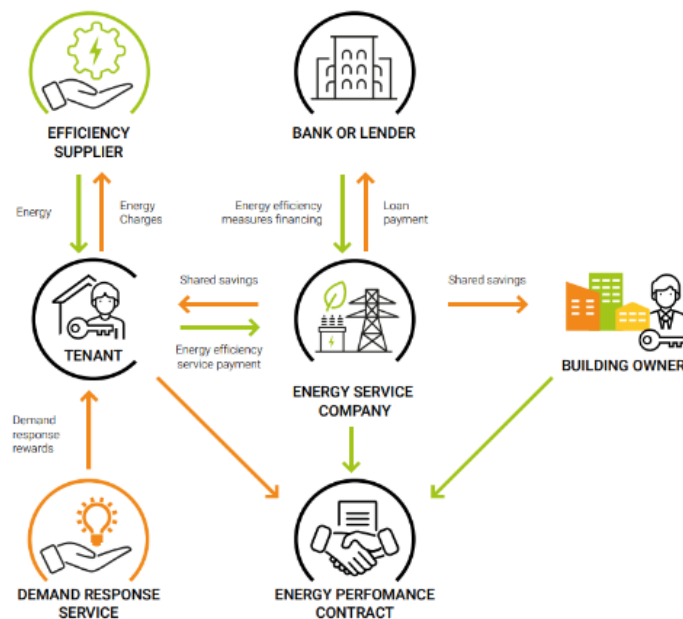 EFFICIENCY
SUPPLIER
BANK OR LENDER
Energy
Energy
Charges
Energy efficiency
measures financing
Loan
payment
Shared savings
Shared savings
TENANT
Energy efficiency
service payment
ENERGY SERVICE
COMPANY
BUILDING OWNER
Demand
response
rewards
DEMAND RESPONSE
SERVICE
ENERGY PERFOMANCE
CONTRACT